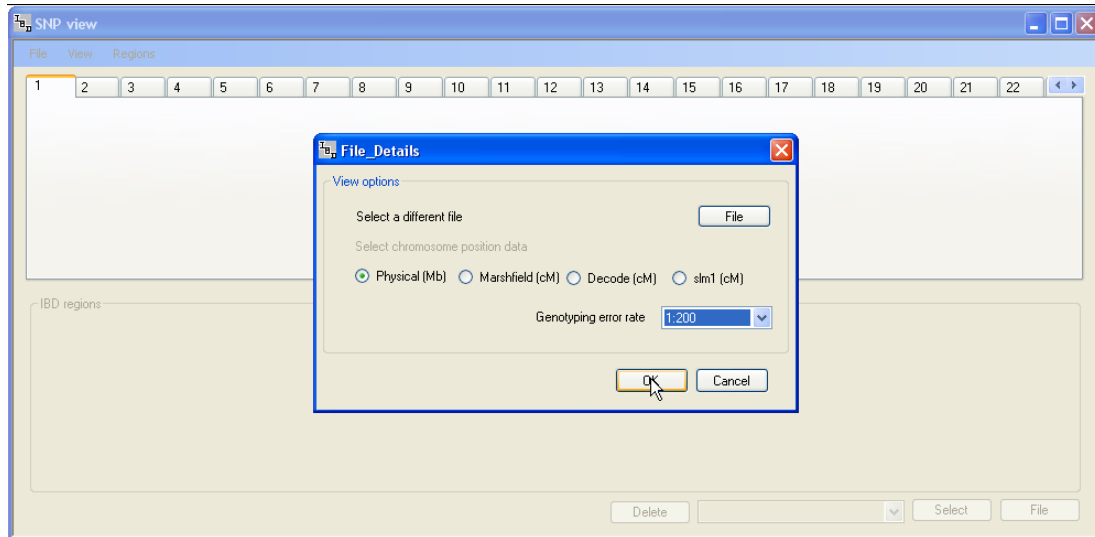 SNP view
File View Regions
1 2 3 4 5 6 7 8 9 10 11 12 13 14 15 16 17 18 19 20 21 22
File_Details
View options
Select a different file File
Select chromosome position data
Physical (Mb) Marshfield (cM) Decode (cM) slm1 (cM)
Genotyping error rate 1:200
OK Cancel
IBD regions
Delete Select File